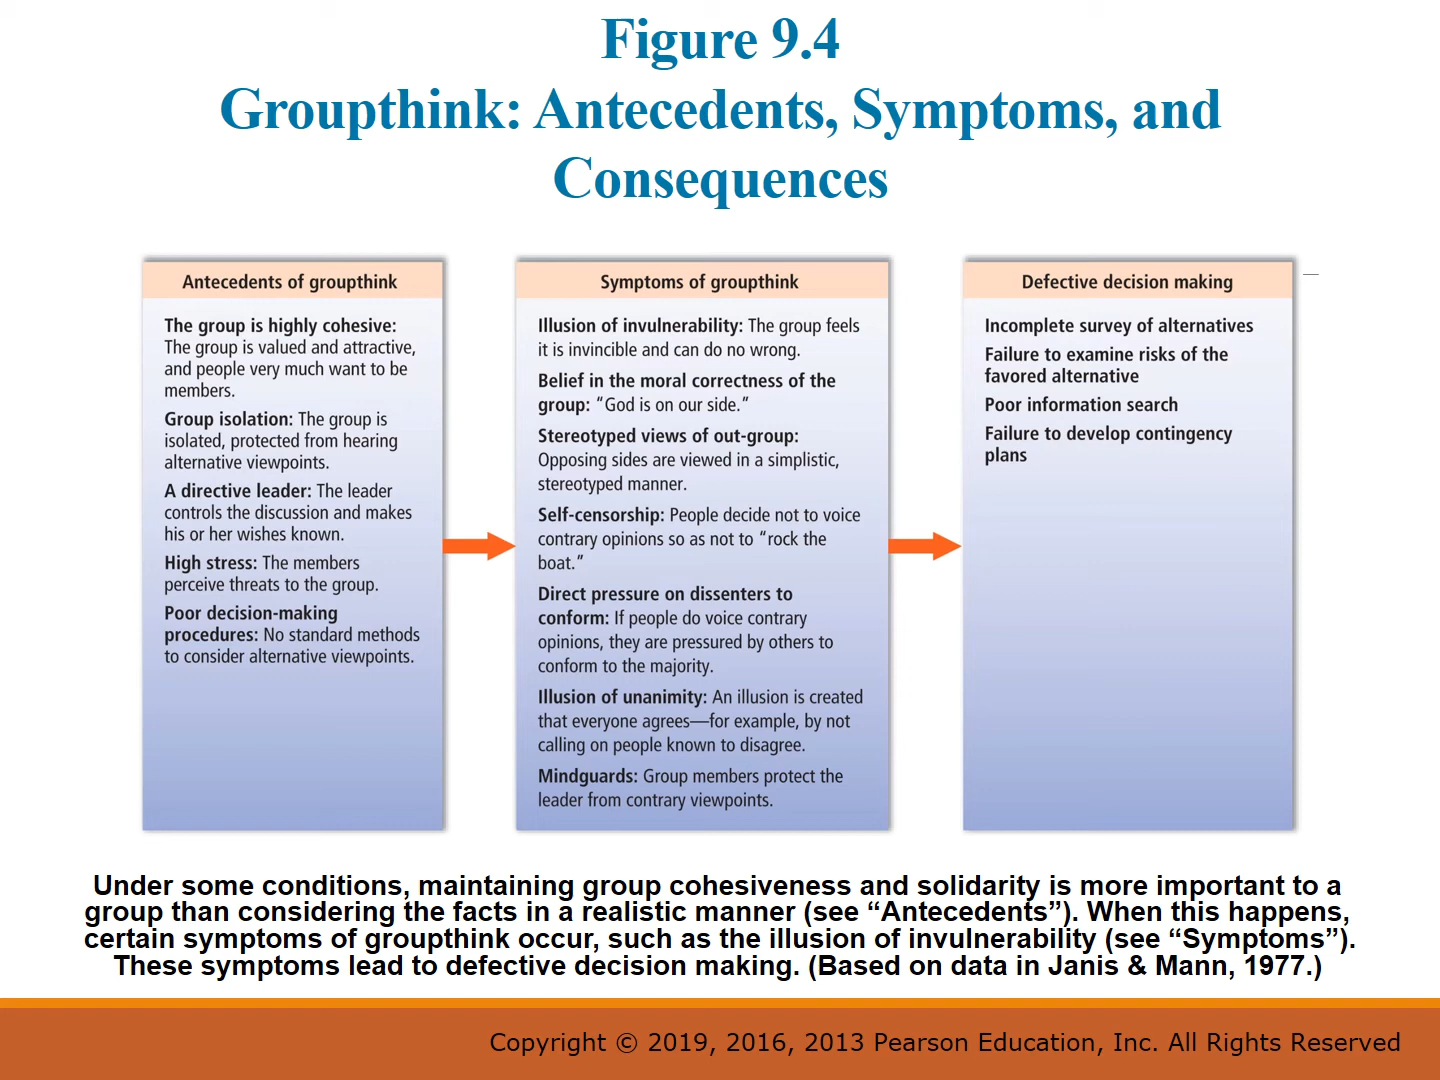 Figure 9.4
Groupthink: Antecedents, Symptoms, and
Consequences
Antecedents of groupthink
The group is highly cohesive:
The group is valued and attractive,
and people very much want to be
members.
Group isolation: The group is
isolated, protected from hearing
alternative viewpoints.
A directive leader: The leader
controls the discussion and makes
his or her wishes known.
High stress: The members
perceive threats to the group.
Poor decision-making
procedures: No standard methods
to consider alternative viewpoints.
Symptoms of groupthink
Illusion of invulnerability: The group feels
it is invincible and can do no wrong.
Belief in the moral correctness of the
group: “God is on our side.”
Stereotyped views of out-group:
Opposing sides are viewed in a simplistic,
stereotyped manner.
Self-censorship: People decide not to voice
contrary opinions so as not to “rock the
boat.”
Direct pressure on dissenters to
conform: If people do voice contrary
opinions, they are pressured by others to
conform to the majority.
Illusion of unanimity: An illusion is created
that everyone agrees—for example, by not
calling on people known to disagree.
Mindguards: Group members protect the
leader from contrary viewpoints.
Defective decision making
Incomplete survey of alternatives
Failure to examine risks of the
favored alternative
Poor information search
Failure to develop contingency
plans
Under some conditions, maintaining group cohesiveness and solidarity is more important to a
group than considering the facts in a realistic manner (see “Antecedents”). When this happens,
certain symptoms of groupthink occur, such as the illusion of invulnerability (see “Symptoms”).
These symptoms lead to defective decision making. (Based on data in Janis & Mann, 1977.)
Copyright © 2019, 2016, 2013 Pearson Education, Inc. All Rights Reserved